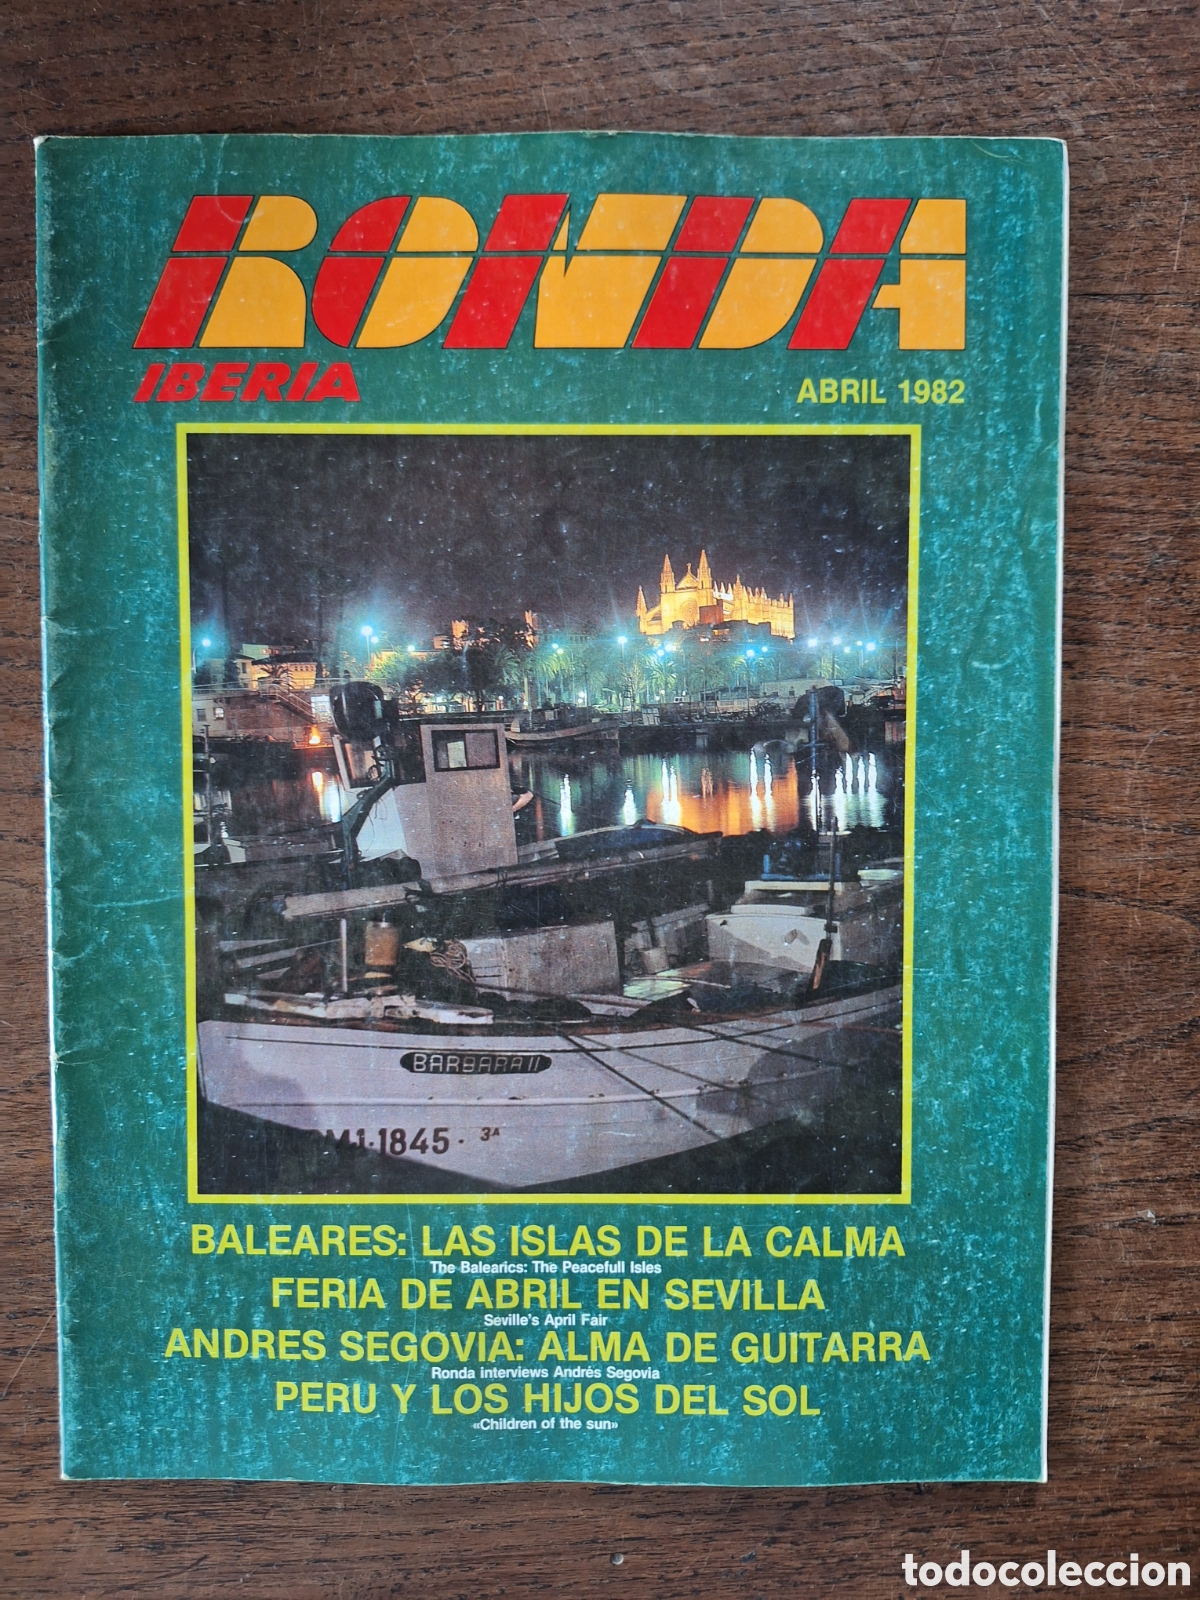 RONDA
IBERIA
ABRIL 1982
BARBARA II
1845 · 3ª
BALEARES: LAS ISLAS DE LA CALMA
The Balearics: The Peacefull Isles
FERIA DE ABRIL EN SEVILLA
Seville's April Fair
ANDRES SEGOVIA: ALMA DE GUITARRA
Ronda interviews Andrés Segovia
PERU Y LOS HIJOS DEL SOL
«Children of the sun»
todocoleccion